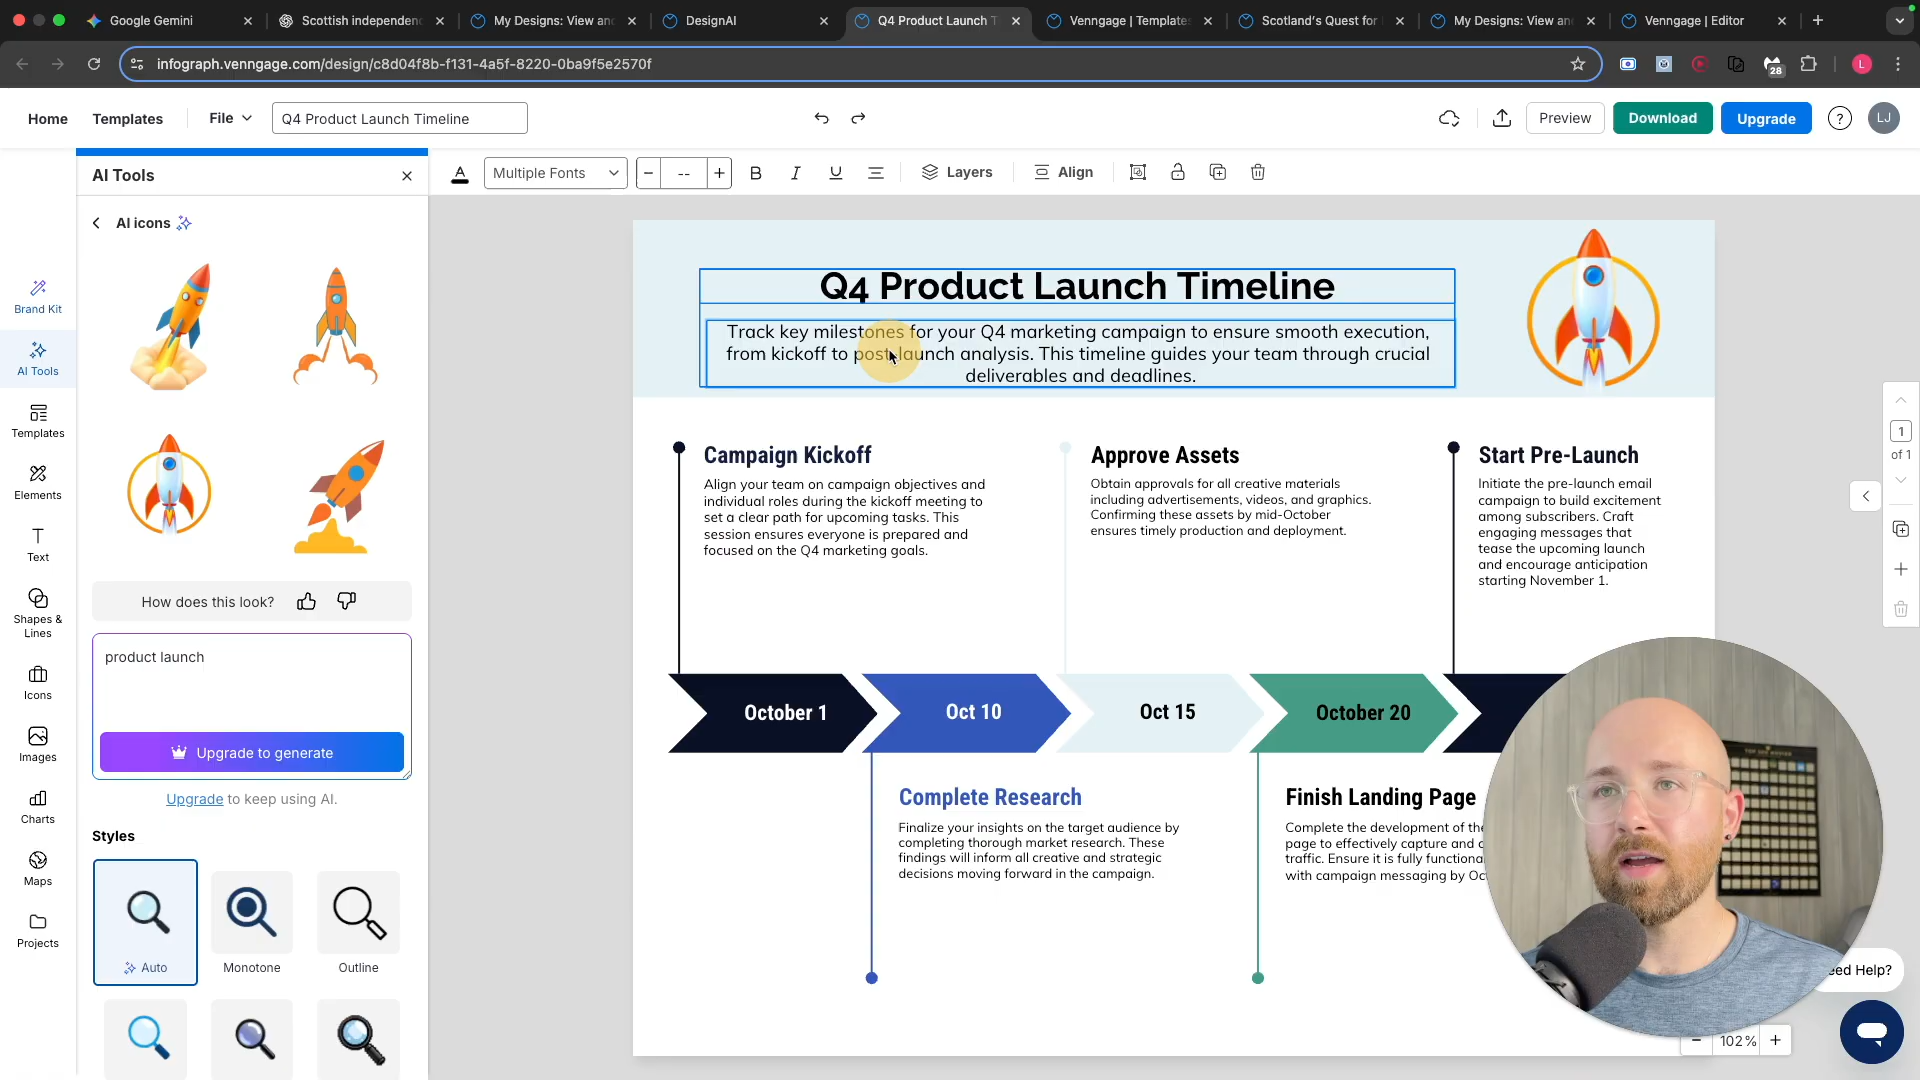 Google Gemini
Scottish independenc
My Designs: View an
DesignAI
Q4 Product Launch T
Venngage | Templates
Scotland's Quest for
My Designs: View an
Venngage | Editor
infograph.venngage.com/design/c8d04f8b-f131-4a5f-8220-0ba9f5e2570f
28
L
Home
Templates
File
Q4 Product Launch Timeline
Preview
Download
Upgrade
?
LJ
AI Tools
Multiple Fonts
--
B
I
U
Layers
Align
AI icons
Brand Kit
AI Tools
Templates
Elements
Text
Shapes &
Lines
Icons
Images
Charts
Maps
Projects
How does this look?
product launch
Upgrade to generate
Upgrade to keep using AI.
Styles
Auto
Monotone
Outline
Q4 Product Launch Timeline
Track key milestones for your Q4 marketing campaign to ensure smooth execution,
from kickoff to post-launch analysis. This timeline guides your team through crucial
deliverables and deadlines.
Campaign Kickoff
Align your team on campaign objectives and
individual roles during the kickoff meeting to
set a clear path for upcoming tasks. This
session ensures everyone is prepared and
focused on the Q4 marketing goals.
Approve Assets
Obtain approvals for all creative materials
including advertisements, videos, and graphics.
Confirming these assets by mid-October
ensures timely production and deployment.
Start Pre-Launch
Initiate the pre-launch email
campaign to build excitement
among subscribers. Craft
engaging messages that
tease the upcoming launch
and encourage anticipation
starting November 1.
October 1
Oct 10
Oct 15
October 20
Complete Research
Finalize your insights on the target audience by
completing thorough market research. These
findings will inform all creative and strategic
decisions moving forward in the campaign.
Finish Landing Page
Complete the development of the
page to effectively capture and c
traffic. Ensure it is fully functiona
with campaign messaging by Oc
1
of 1
eed Help?
102%